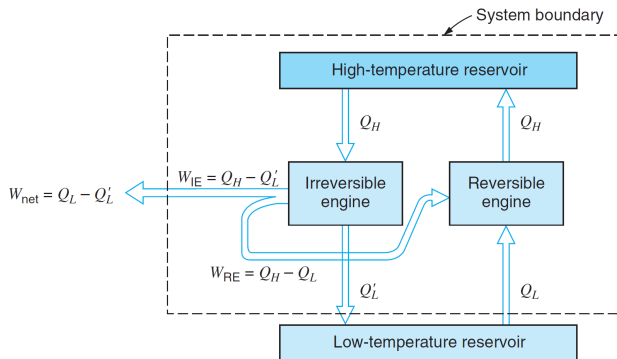 System boundary
High-temperature reservoir
Q_H
Q_H
W_IE = Q_H − Q′_L
W_net = Q_L − Q′_L
Irreversible
engine
Reversible
engine
W_RE = Q_H − Q_L
Q′_L
Q_L
Low-temperature reservoir